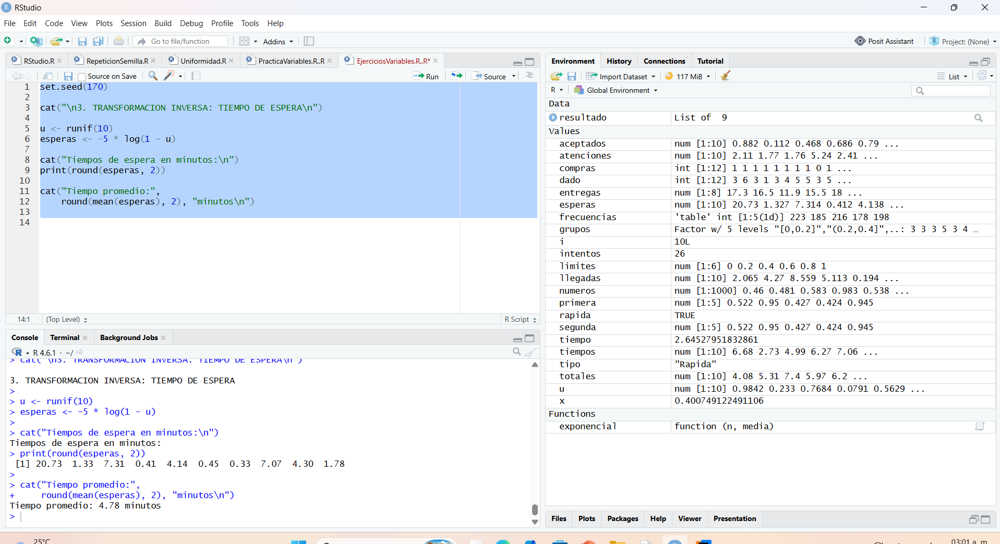 RStudio
File Edit Code View Plots Session Build Debug Profile Tools Help
Go to file/function Addins Posit Assistant Project: (None)
RStudio.R RepeticionSemilla.R Uniformidad.R PracticaVariables.R..R EjerciciosVariables.R..R*
Source on Save Run Source
1 set.seed(170)
2
3 cat("\n3. TRANSFORMACION INVERSA: TIEMPO DE ESPERA\n")
4
5 u <- runif(10)
6 esperas <- -5 * log(1 - u)
7
8 cat("Tiempos de espera en minutos:\n")
9 print(round(esperas, 2))
10
11 cat("Tiempo promedio:",
12 round(mean(esperas), 2), "minutos\n")
13
14
14:1 (Top Level) R Script
Console Terminal Background Jobs
R 4.6.1 · ~/
> cat("\n3. TRANSFORMACION INVERSA: TIEMPO DE ESPERA\n")
3. TRANSFORMACION INVERSA: TIEMPO DE ESPERA
>
> u <- runif(10)
> esperas <- -5 * log(1 - u)
>
> cat("Tiempos de espera en minutos:\n")
Tiempos de espera en minutos:
> print(round(esperas, 2))
[1] 20.73 1.33 7.31 0.41 4.14 0.45 0.33 7.07 4.30 1.78
>
> cat("Tiempo promedio:",
+ round(mean(esperas), 2), "minutos\n")
Tiempo promedio: 4.78 minutos
>
Environment History Connections Tutorial
Import Dataset 117 MiB List
R Global Environment
Data
resultado List of 9
Values
aceptados num [1:10] 0.882 0.112 0.468 0.686 0.79 ...
atenciones num [1:10] 2.11 1.77 1.76 5.24 2.41 ...
compras int [1:12] 1 1 1 1 1 1 1 1 0 1 ...
dado int [1:12] 3 6 3 1 3 4 5 5 3 5 ...
entregas num [1:8] 17.3 16.5 11.9 15.5 18 ...
esperas num [1:10] 20.73 1.327 7.314 0.412 4.138 ...
frecuencias 'table' int [1:5(1d)] 223 185 216 178 198
grupos Factor w/ 5 levels "[0,0.2]","(0.2,0.4]",..: 3 3 3 5 3 4 …
i 10L
intentos 26
limites num [1:6] 0 0.2 0.4 0.6 0.8 1
llegadas num [1:10] 2.065 4.27 8.559 5.113 0.194 ...
numeros num [1:1000] 0.46 0.481 0.583 0.983 0.538 ...
primera num [1:5] 0.522 0.95 0.427 0.424 0.945
rapida TRUE
segunda num [1:5] 0.522 0.95 0.427 0.424 0.945
tiempo 2.64527951832861
tiempos num [1:10] 6.68 2.73 4.99 6.27 7.06 ...
tipo "Rapida"
totales num [1:10] 4.08 5.31 7.4 5.97 6.2 ...
u num [1:10] 0.9842 0.233 0.7684 0.0791 0.5629 ...
x 0.400749122491106
Functions
exponencial function (n, media)
Files Plots Packages Help Viewer Presentation
25°C
03:01 a. m.